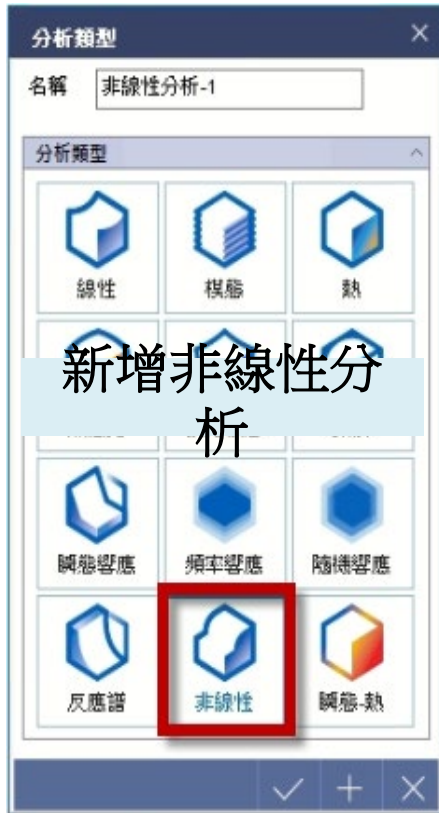 分析類型
名稱 非線性分析-1
分析類型
線性 模態 熱
新增非線性分
析
瞬態響應 頻率響應 隨機響應
反應譜 非線性 瞬態-熱